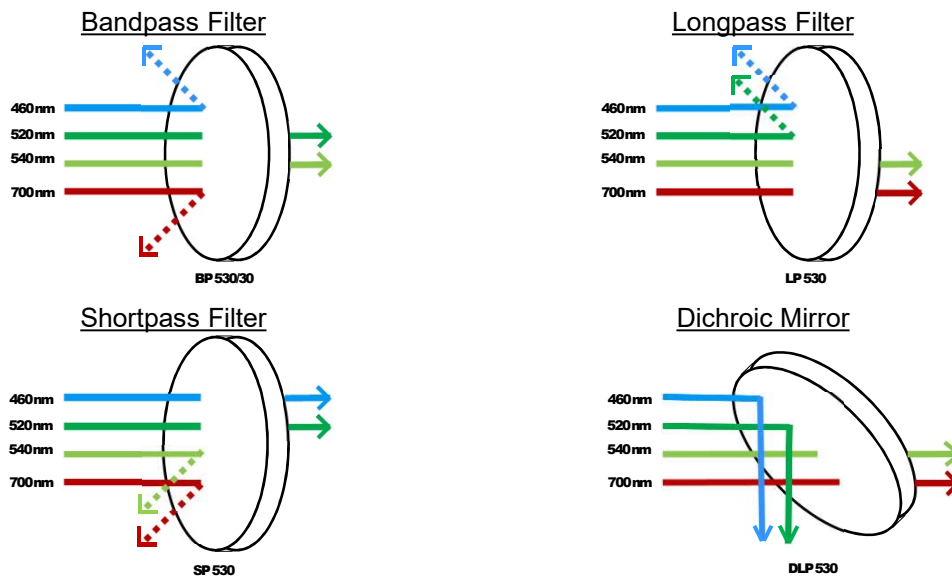 Bandpass Filter
460nm
520nm
540nm
700nm
BP 530/30
Longpass Filter
460nm
520nm
540nm
700nm
LP 530
Shortpass Filter
460nm
520nm
540nm
700nm
SP 530
Dichroic Mirror
460nm
520nm
540nm
700nm
DLP 530